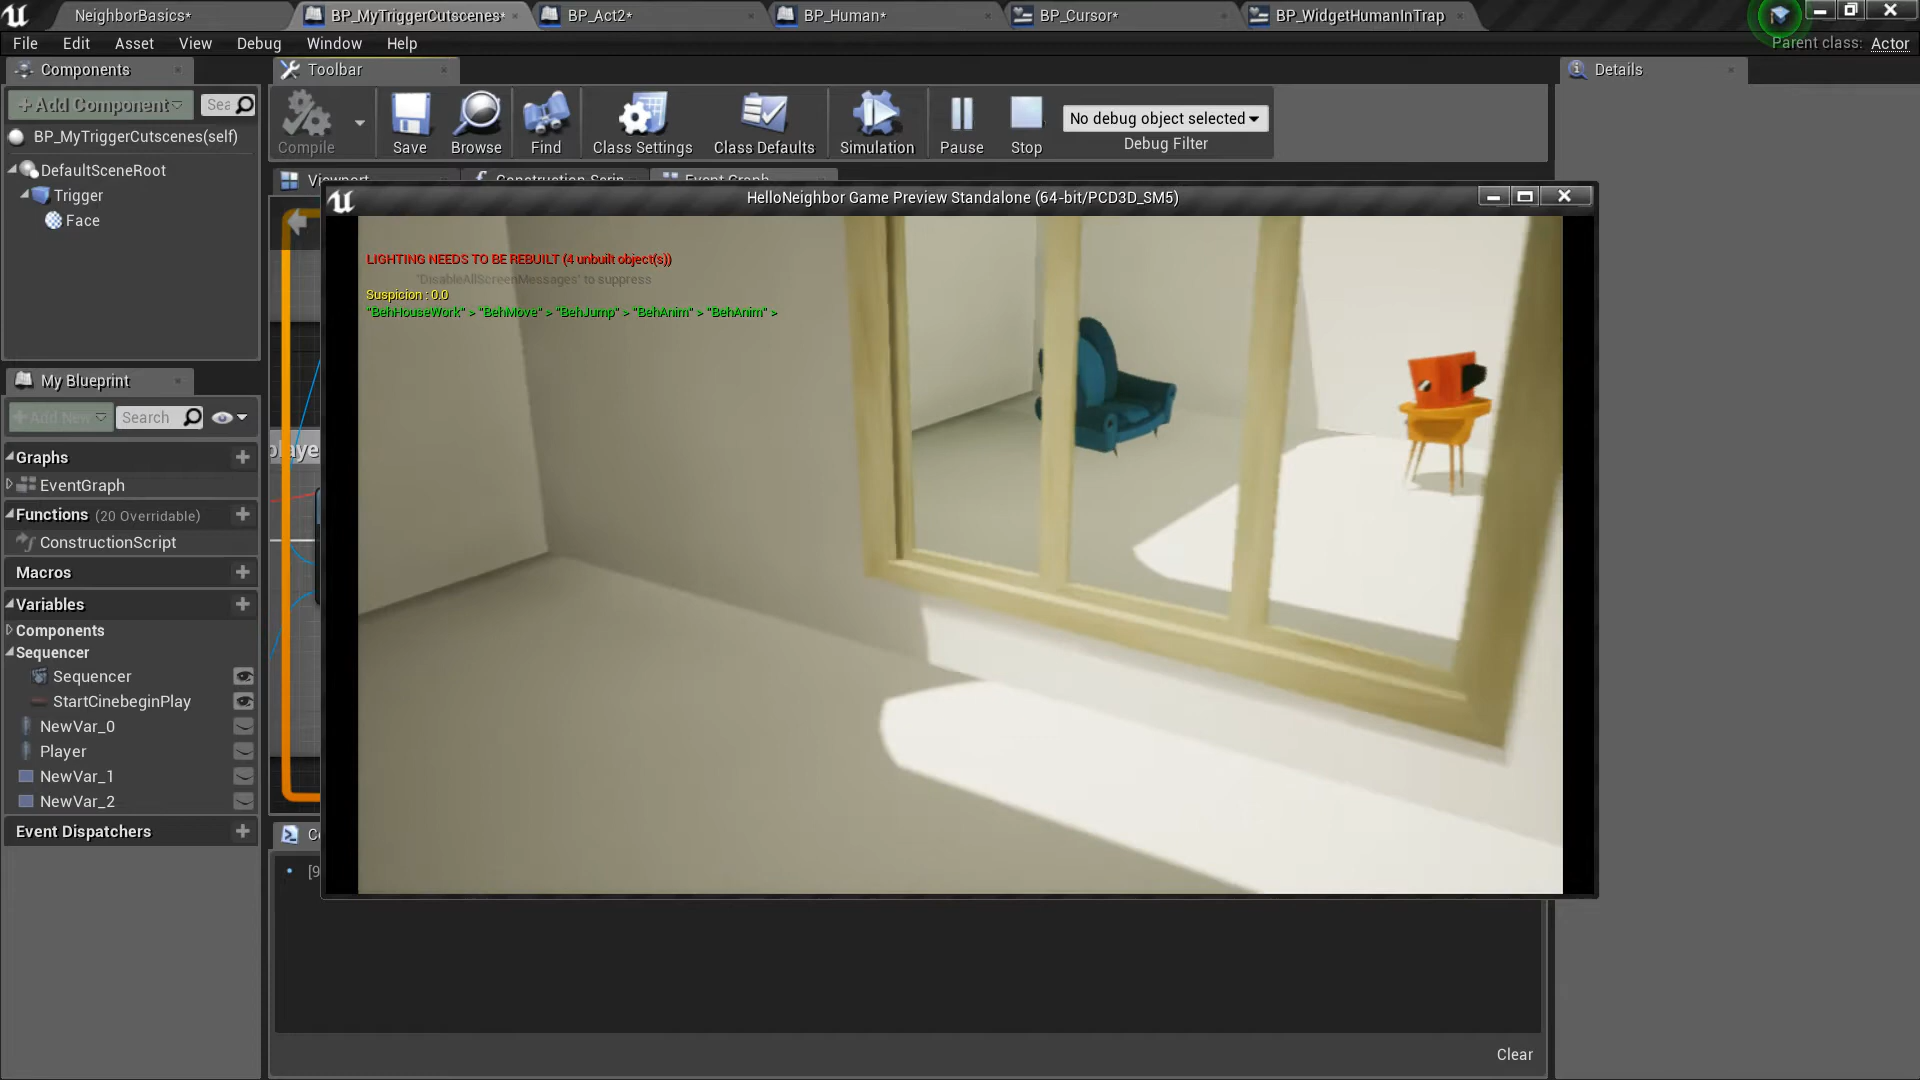 NeighborBasics*
BP_MyTriggerCutscenes*
BP_Act2*
BP_Human*
BP_Cursor*
BP_WidgetHumanInTrap
File Edit Asset View Debug Window Help
Parent class: Actor
Components
Toolbar
Details
+Add Component
Sea
Compile
Save
Browse
Find
Class Settings
Class Defaults
Simulation
Pause
Stop
No debug object selected
Debug Filter
BP_MyTriggerCutscenes(self)
DefaultSceneRoot
Trigger
Face
Viewport
Construction Scrip
Event Graph
HelloNeighbor Game Preview Standalone (64-bit/PCD3D_SM5)
LIGHTING NEEDS TO BE REBUILT (4 unbuilt object(s))
'DisableAllScreenMessages' to suppress
Suspicion : 0.0
"BehHouseWork" > "BehMove" > "BehJump" > "BehAnim" > "BehAnim" >
My Blueprint
+Add New
Search
Graphs
EventGraph
playe
Functions (20 Overridable)
ConstructionScript
Macros
Variables
Components
Sequencer
Sequencer
StartCinebeginPlay
NewVar_0
Player
NewVar_1
NewVar_2
Event Dispatchers
C
[9
Clear